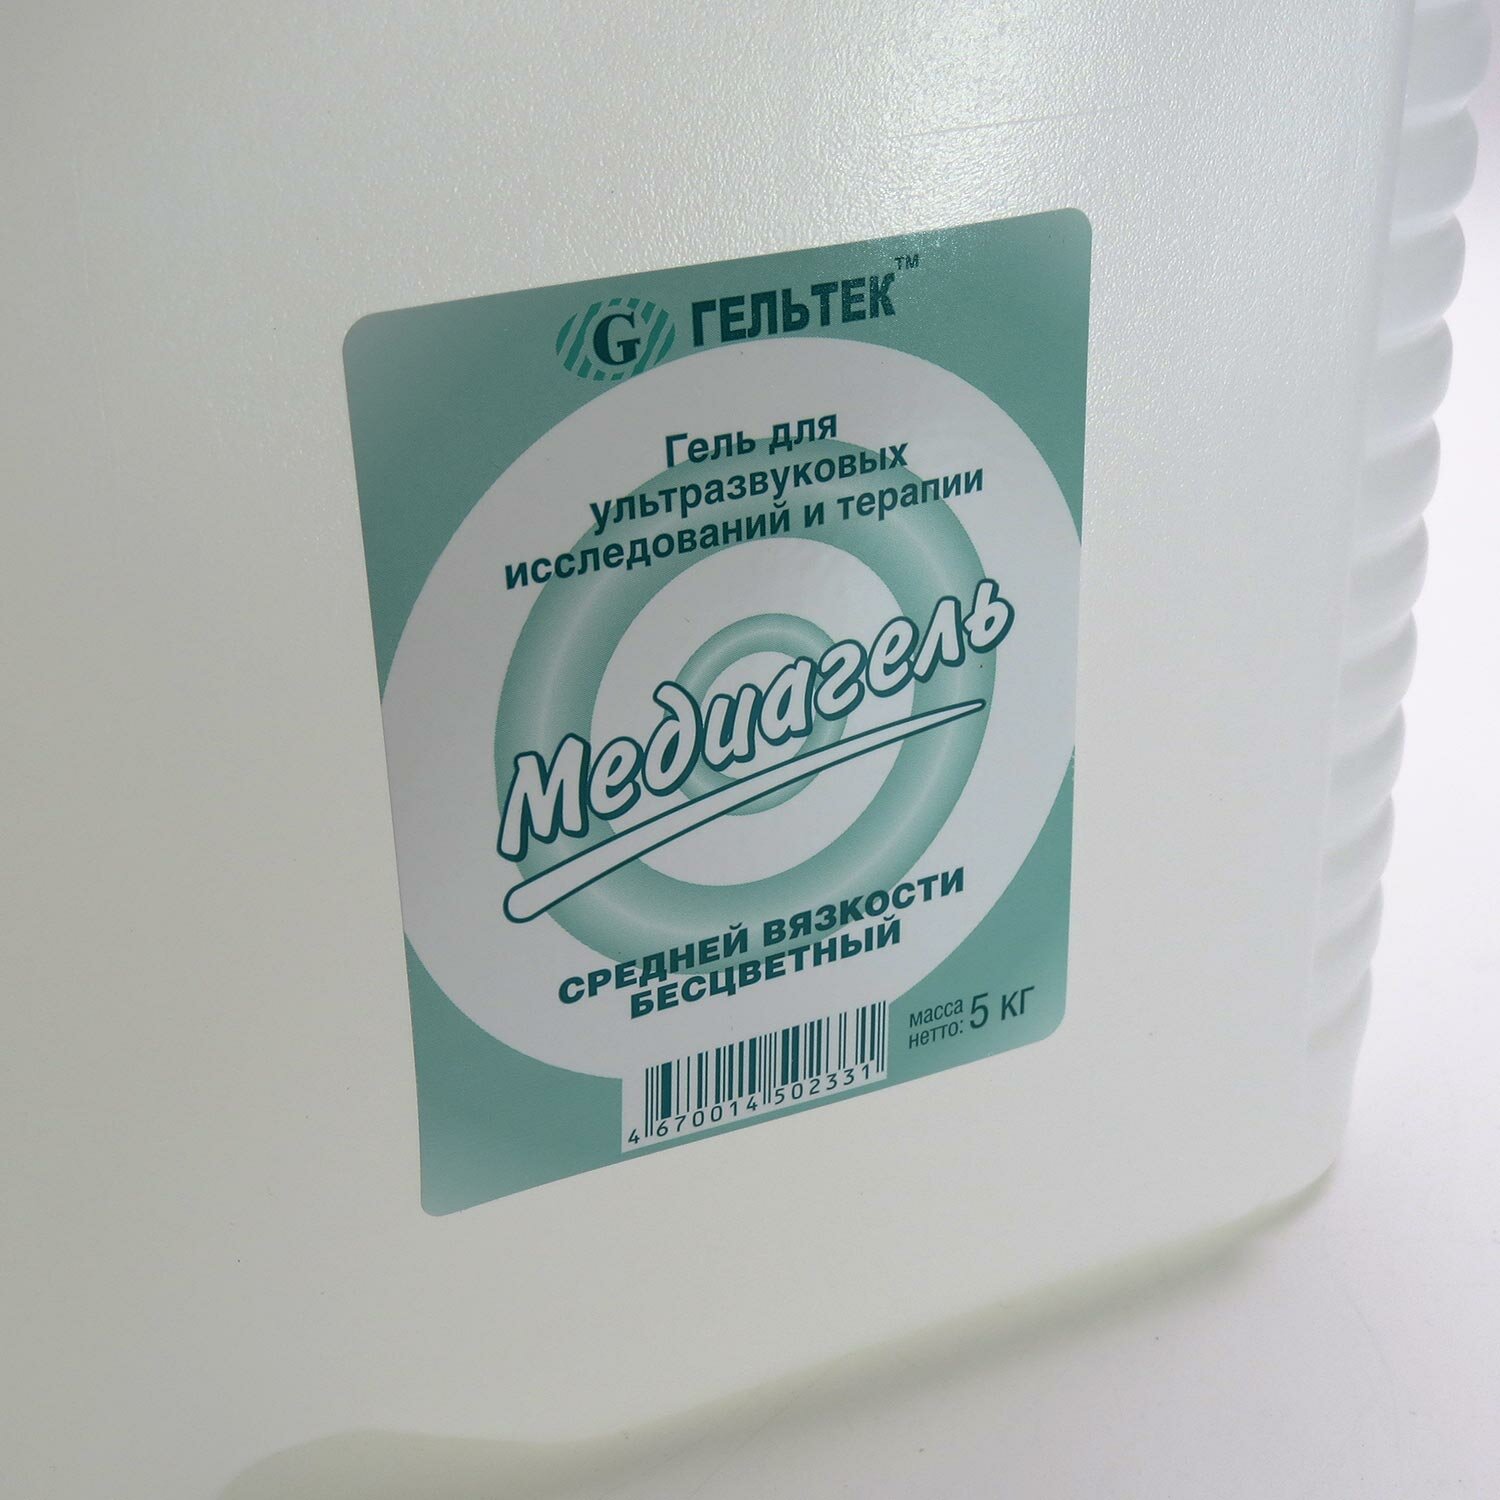 G ГЕЛЬТЕК™
Гель для
ультразвуковых
исследований и терапии
Медиагель
СРЕДНЕЙ ВЯЗКОСТИ
БЕСЦВЕТНЫЙ
масса
нетто: 5 кг
4 670014 502331